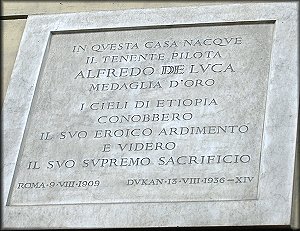 IN QVESTA CASA NACQVE
IL TENENTE PILOTA
ALFREDO DE LVCA
MEDAGLIA D'ORO
I CIELI DI ETIOPIA
CONOBBERO
IL SVO EROICO ARDIMENTO
E VIDERO
IL SVO SVPREMO SACRIFICIO
ROMA·9·VIII·1909 DVKAN·13·VIII·1936-XIV